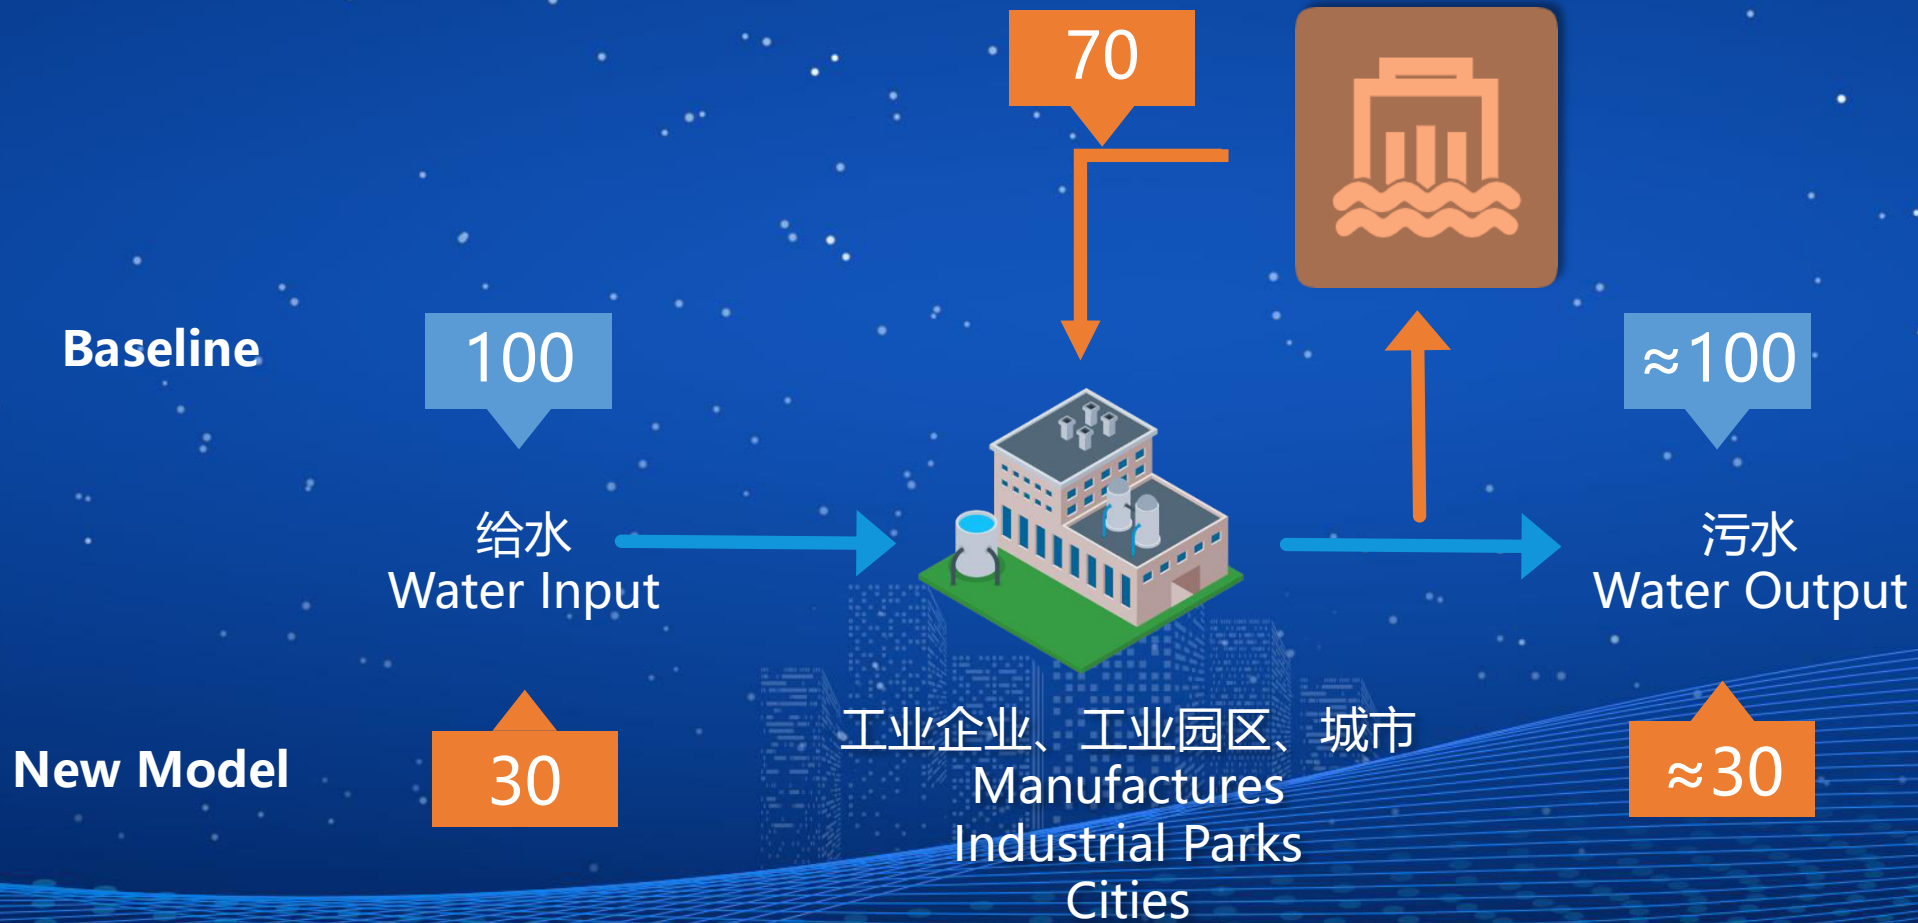 70
Baseline
100
≈100
给水
Water Input
污水
Water Output
New Model
30
工业企业、工业园区、城市
Manufactures
Industrial Parks
Cities
≈30